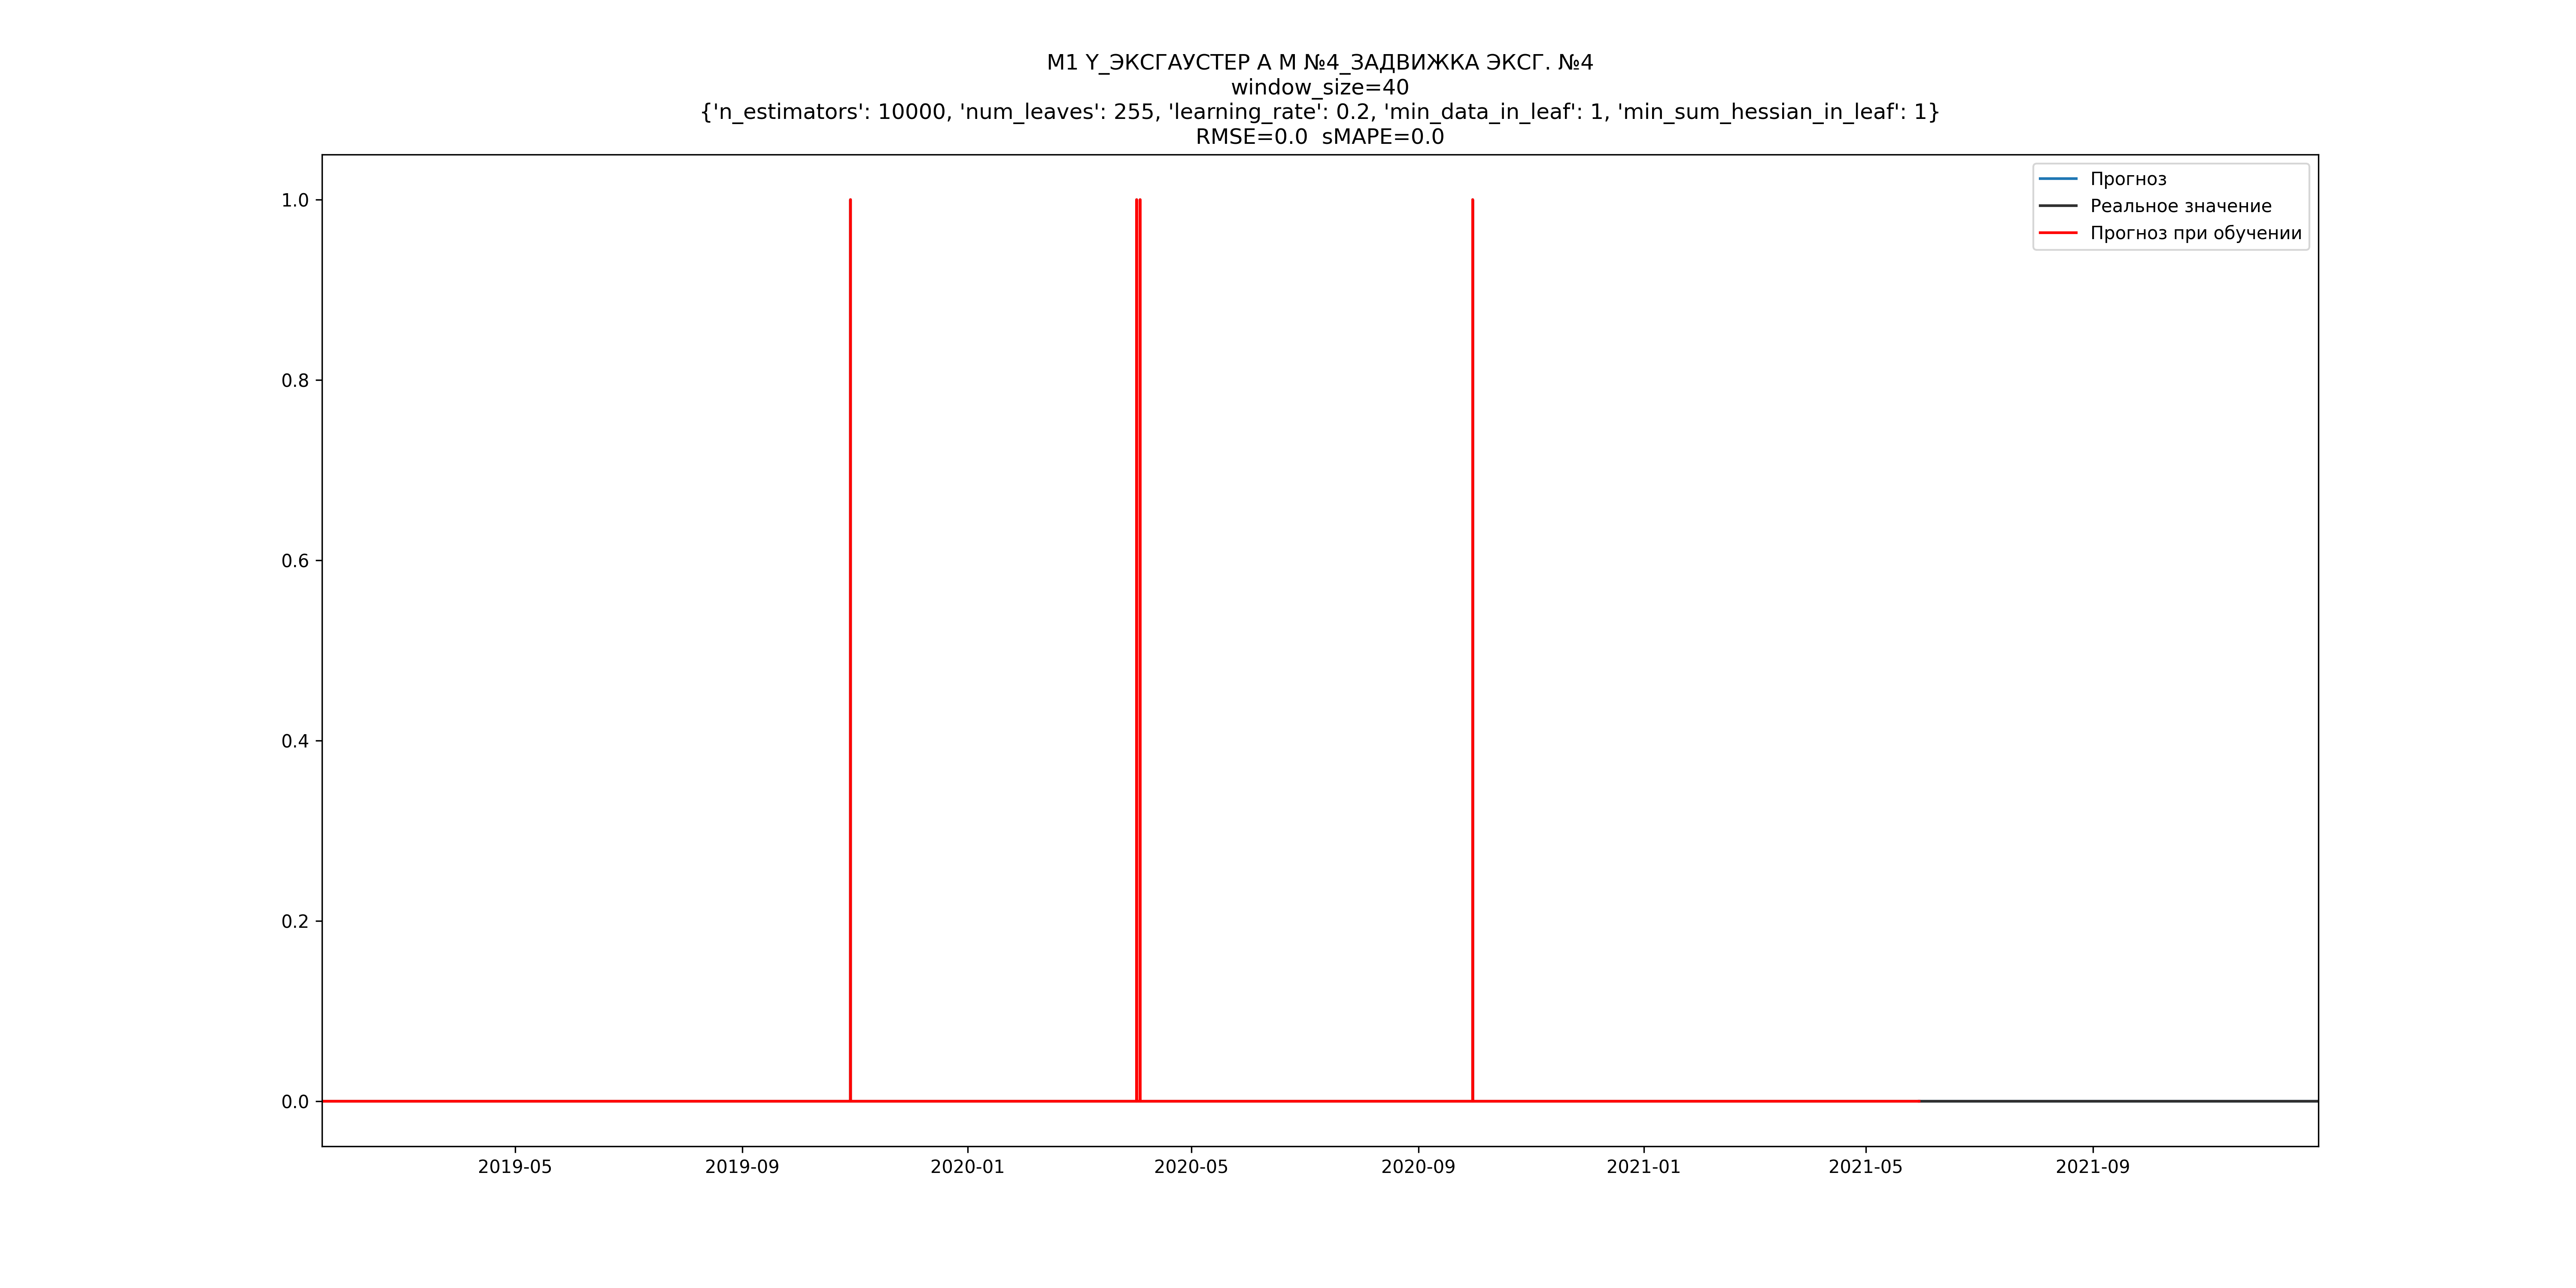 М1 Y_ЭКСГАУСТЕР А М №4_ЗАДВИЖКА ЭКСГ. №4
window_size=40
{'n_estimators': 10000, 'num_leaves': 255, 'learning_rate': 0.2, 'min_data_in_leaf': 1, 'min_sum_hessian_in_leaf': 1}
RMSE=0.0  sMAPE=0.0
Прогноз
Реальное значение
Прогноз при обучении
1.0
0.8
0.6
0.4
0.2
0.0
2019-05 2019-09 2020-01 2020-05 2020-09 2021-01 2021-05 2021-09